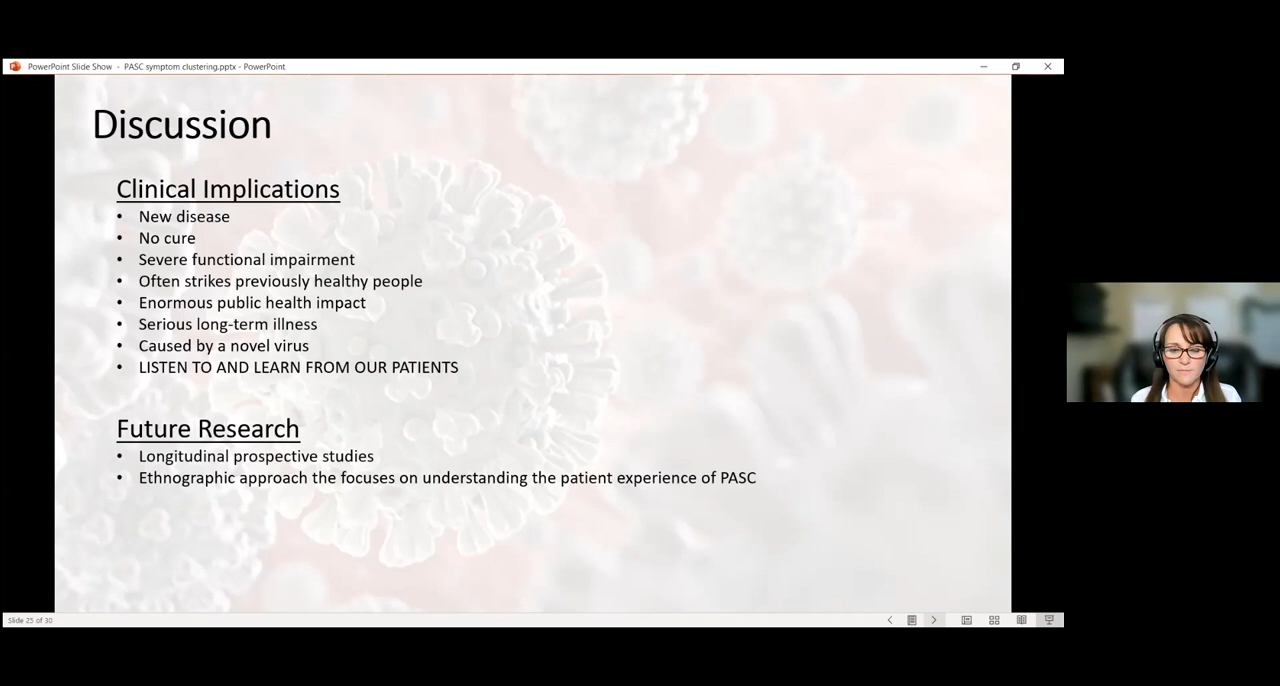 PowerPoint Slide Show - PASC symptom clustering.pptx - PowerPoint
Discussion
Clinical Implications
• New disease
• No cure
• Severe functional impairment
• Often strikes previously healthy people
• Enormous public health impact
• Serious long-term illness
• Caused by a novel virus
• LISTEN TO AND LEARN FROM OUR PATIENTS
Future Research
• Longitudinal prospective studies
• Ethnographic approach the focuses on understanding the patient experience of PASC
Slide 25 of 30